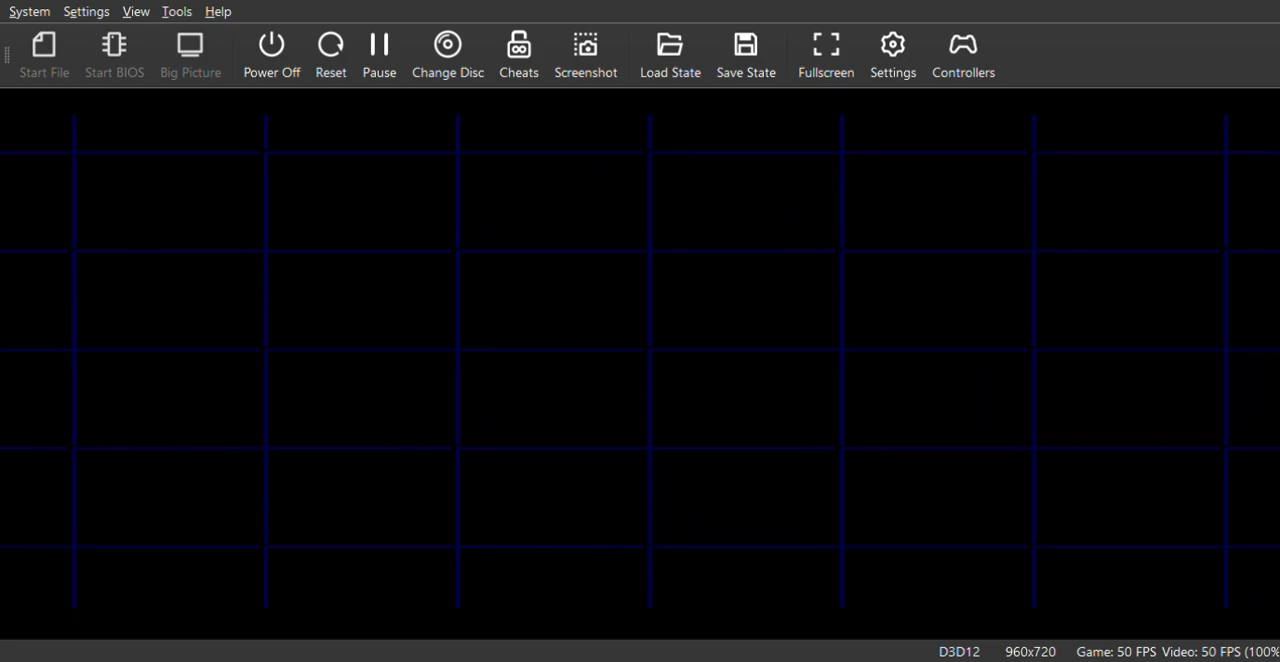 System Settings View Tools Help
Start File Start BIOS Big Picture Power Off Reset Pause Change Disc Cheats Screenshot Load State Save State Fullscreen Settings Controllers
D3D12 960x720 Game: 50 FPS Video: 50 FPS (100%